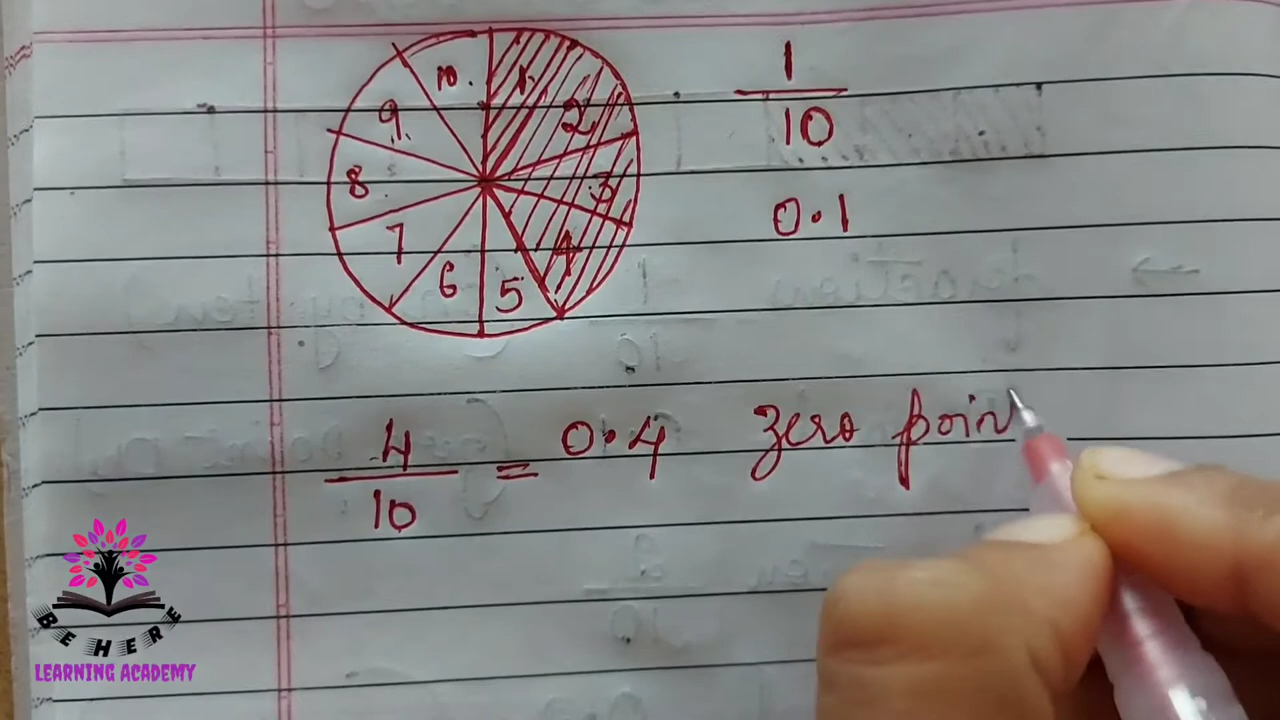 10. 1 2 3 4 5 6 7 8 9
1
10
0.1
4
10 = 0.4 zero poin
BEHERE
LEARNING ACADEMY